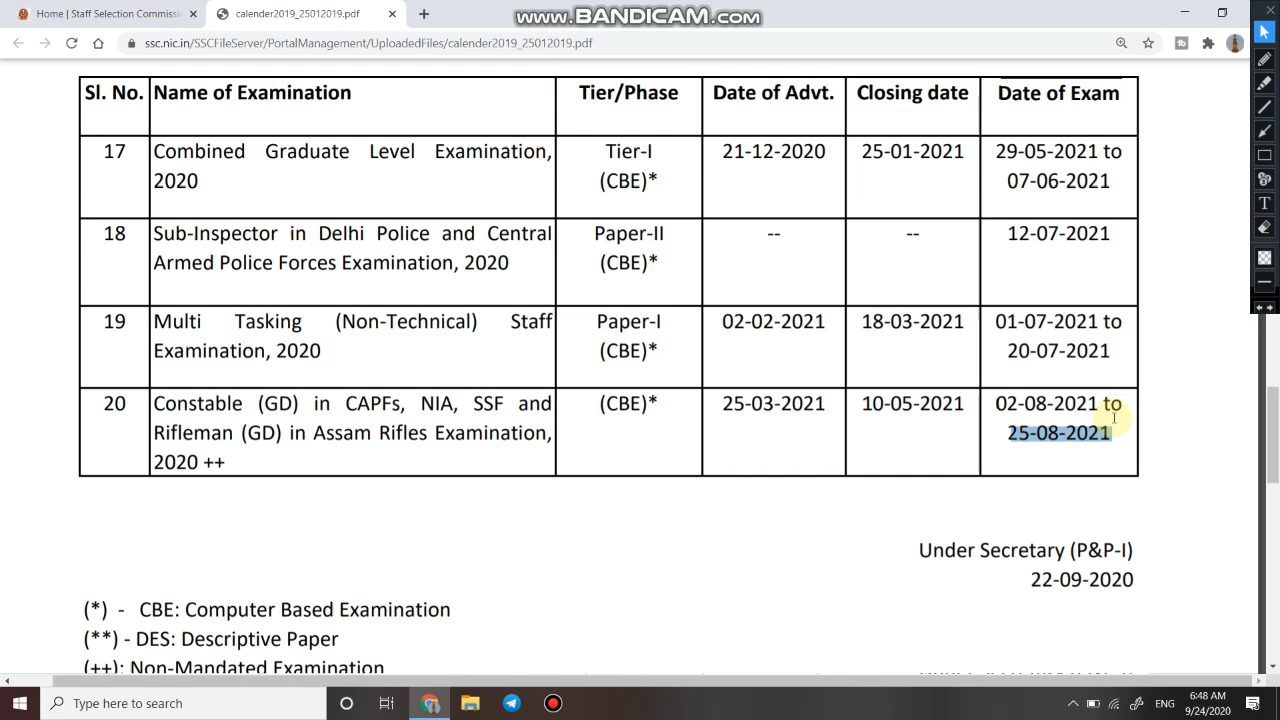 Home | Staff Selection Commissi
calender2019_25012019.pdf
www.BANDICAM.com
ssc.nic.in/SSCFileServer/PortalManagement/UploadedFiles/calender2019_25012019.pdf
Sl. No. Name of Examination Tier/Phase Date of Advt. Closing date Date of Exam
17 Combined Graduate Level Examination, Tier-I 21-12-2020 25-01-2021 29-05-2021 to
2020 (CBE)* 07-06-2021
18 Sub-Inspector in Delhi Police and Central Paper-II -- -- 12-07-2021
Armed Police Forces Examination, 2020 (CBE)*
19 Multi Tasking (Non-Technical) Staff Paper-I 02-02-2021 18-03-2021 01-07-2021 to
Examination, 2020 (CBE)* 20-07-2021
20 Constable (GD) in CAPFs, NIA, SSF and (CBE)* 25-03-2021 10-05-2021 02-08-2021 to
Rifleman (GD) in Assam Rifles Examination, 25-08-2021
2020 ++
Under Secretary (P&P-I)
22-09-2020
(*) - CBE: Computer Based Examination
(**) - DES: Descriptive Paper
(++): Non-Mandated Examination
Type here to search
ENG
6:48 AM
9/24/2020